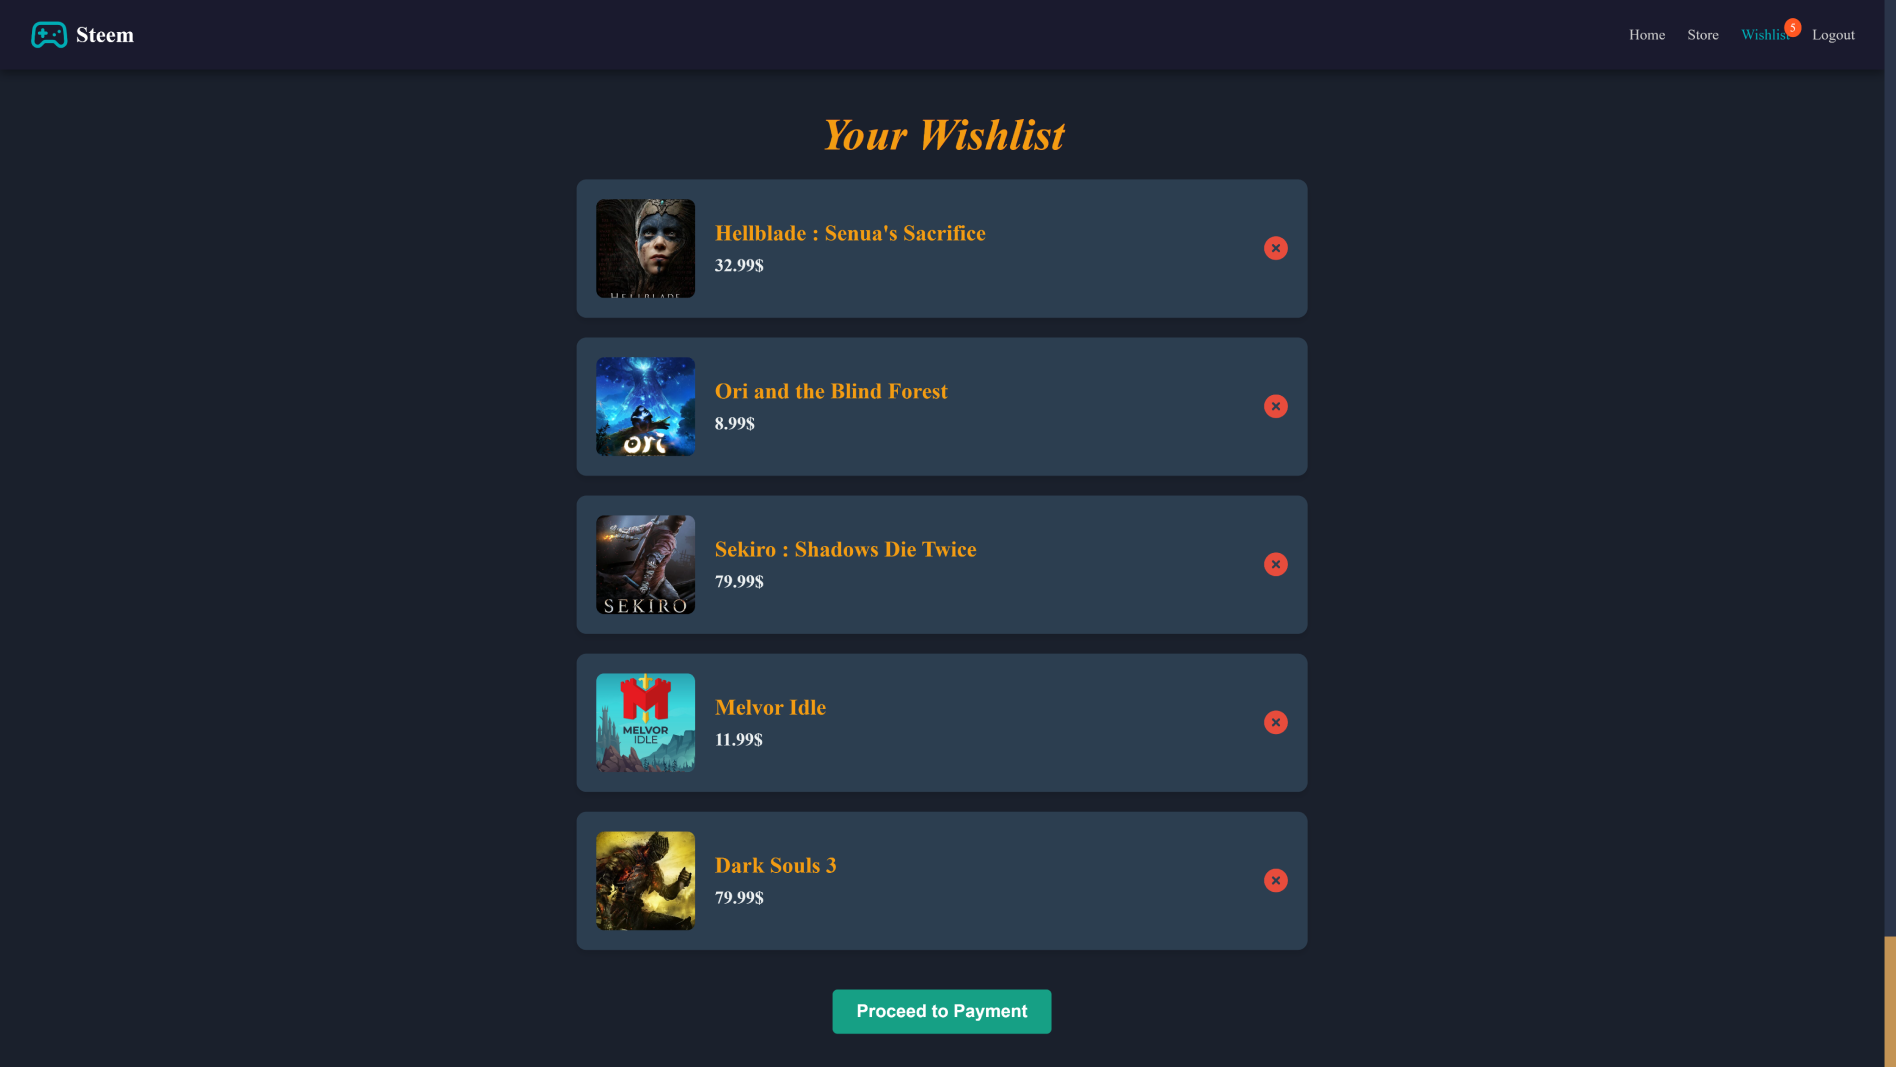 Steem
Home
Store
Wishlist
5
Logout
Your Wishlist
Hellblade : Senua's Sacrifice
32.99$
HELLBLADE
Ori and the Blind Forest
8.99$
ori
Sekiro : Shadows Die Twice
79.99$
SEKIRO
Melvor Idle
11.99$
MELVOR
IDLE
Dark Souls 3
79.99$
Proceed to Payment